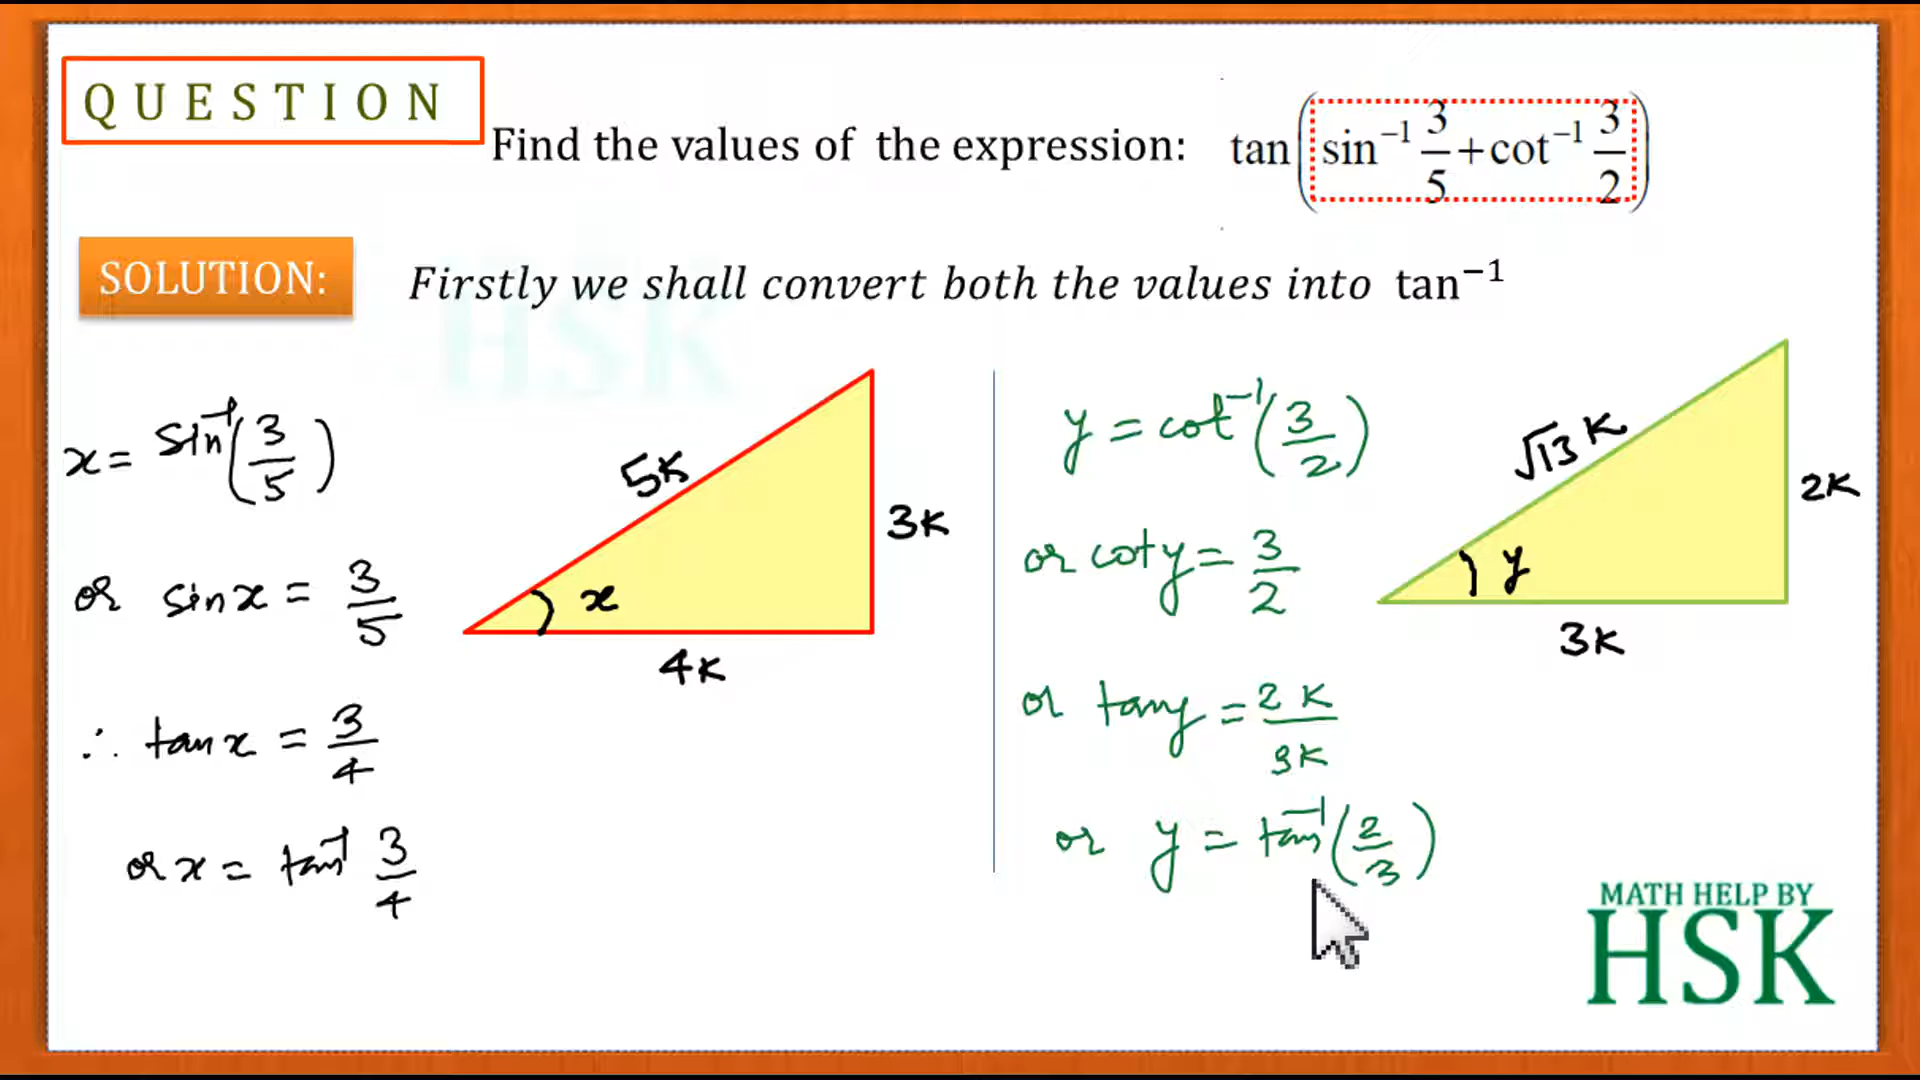 QUESTION
Find the values of the expression: tan(sin⁻¹ 3/5 + cot⁻¹ 3/2)
SOLUTION:
Firstly we shall convert both the values into tan⁻¹
HSK
x = sin⁻¹(3/5)
or sin x = 3/5
∴ tan x = 3/4
or x = tan⁻¹ 3/4
5K
3K
x
4K
y = cot⁻¹(3/2)
or cot y = 3/2
or tan y = 2K/3K
or y = tan⁻¹(2/3)
√13 K
2K
y
3K
MATH HELP BY
HSK